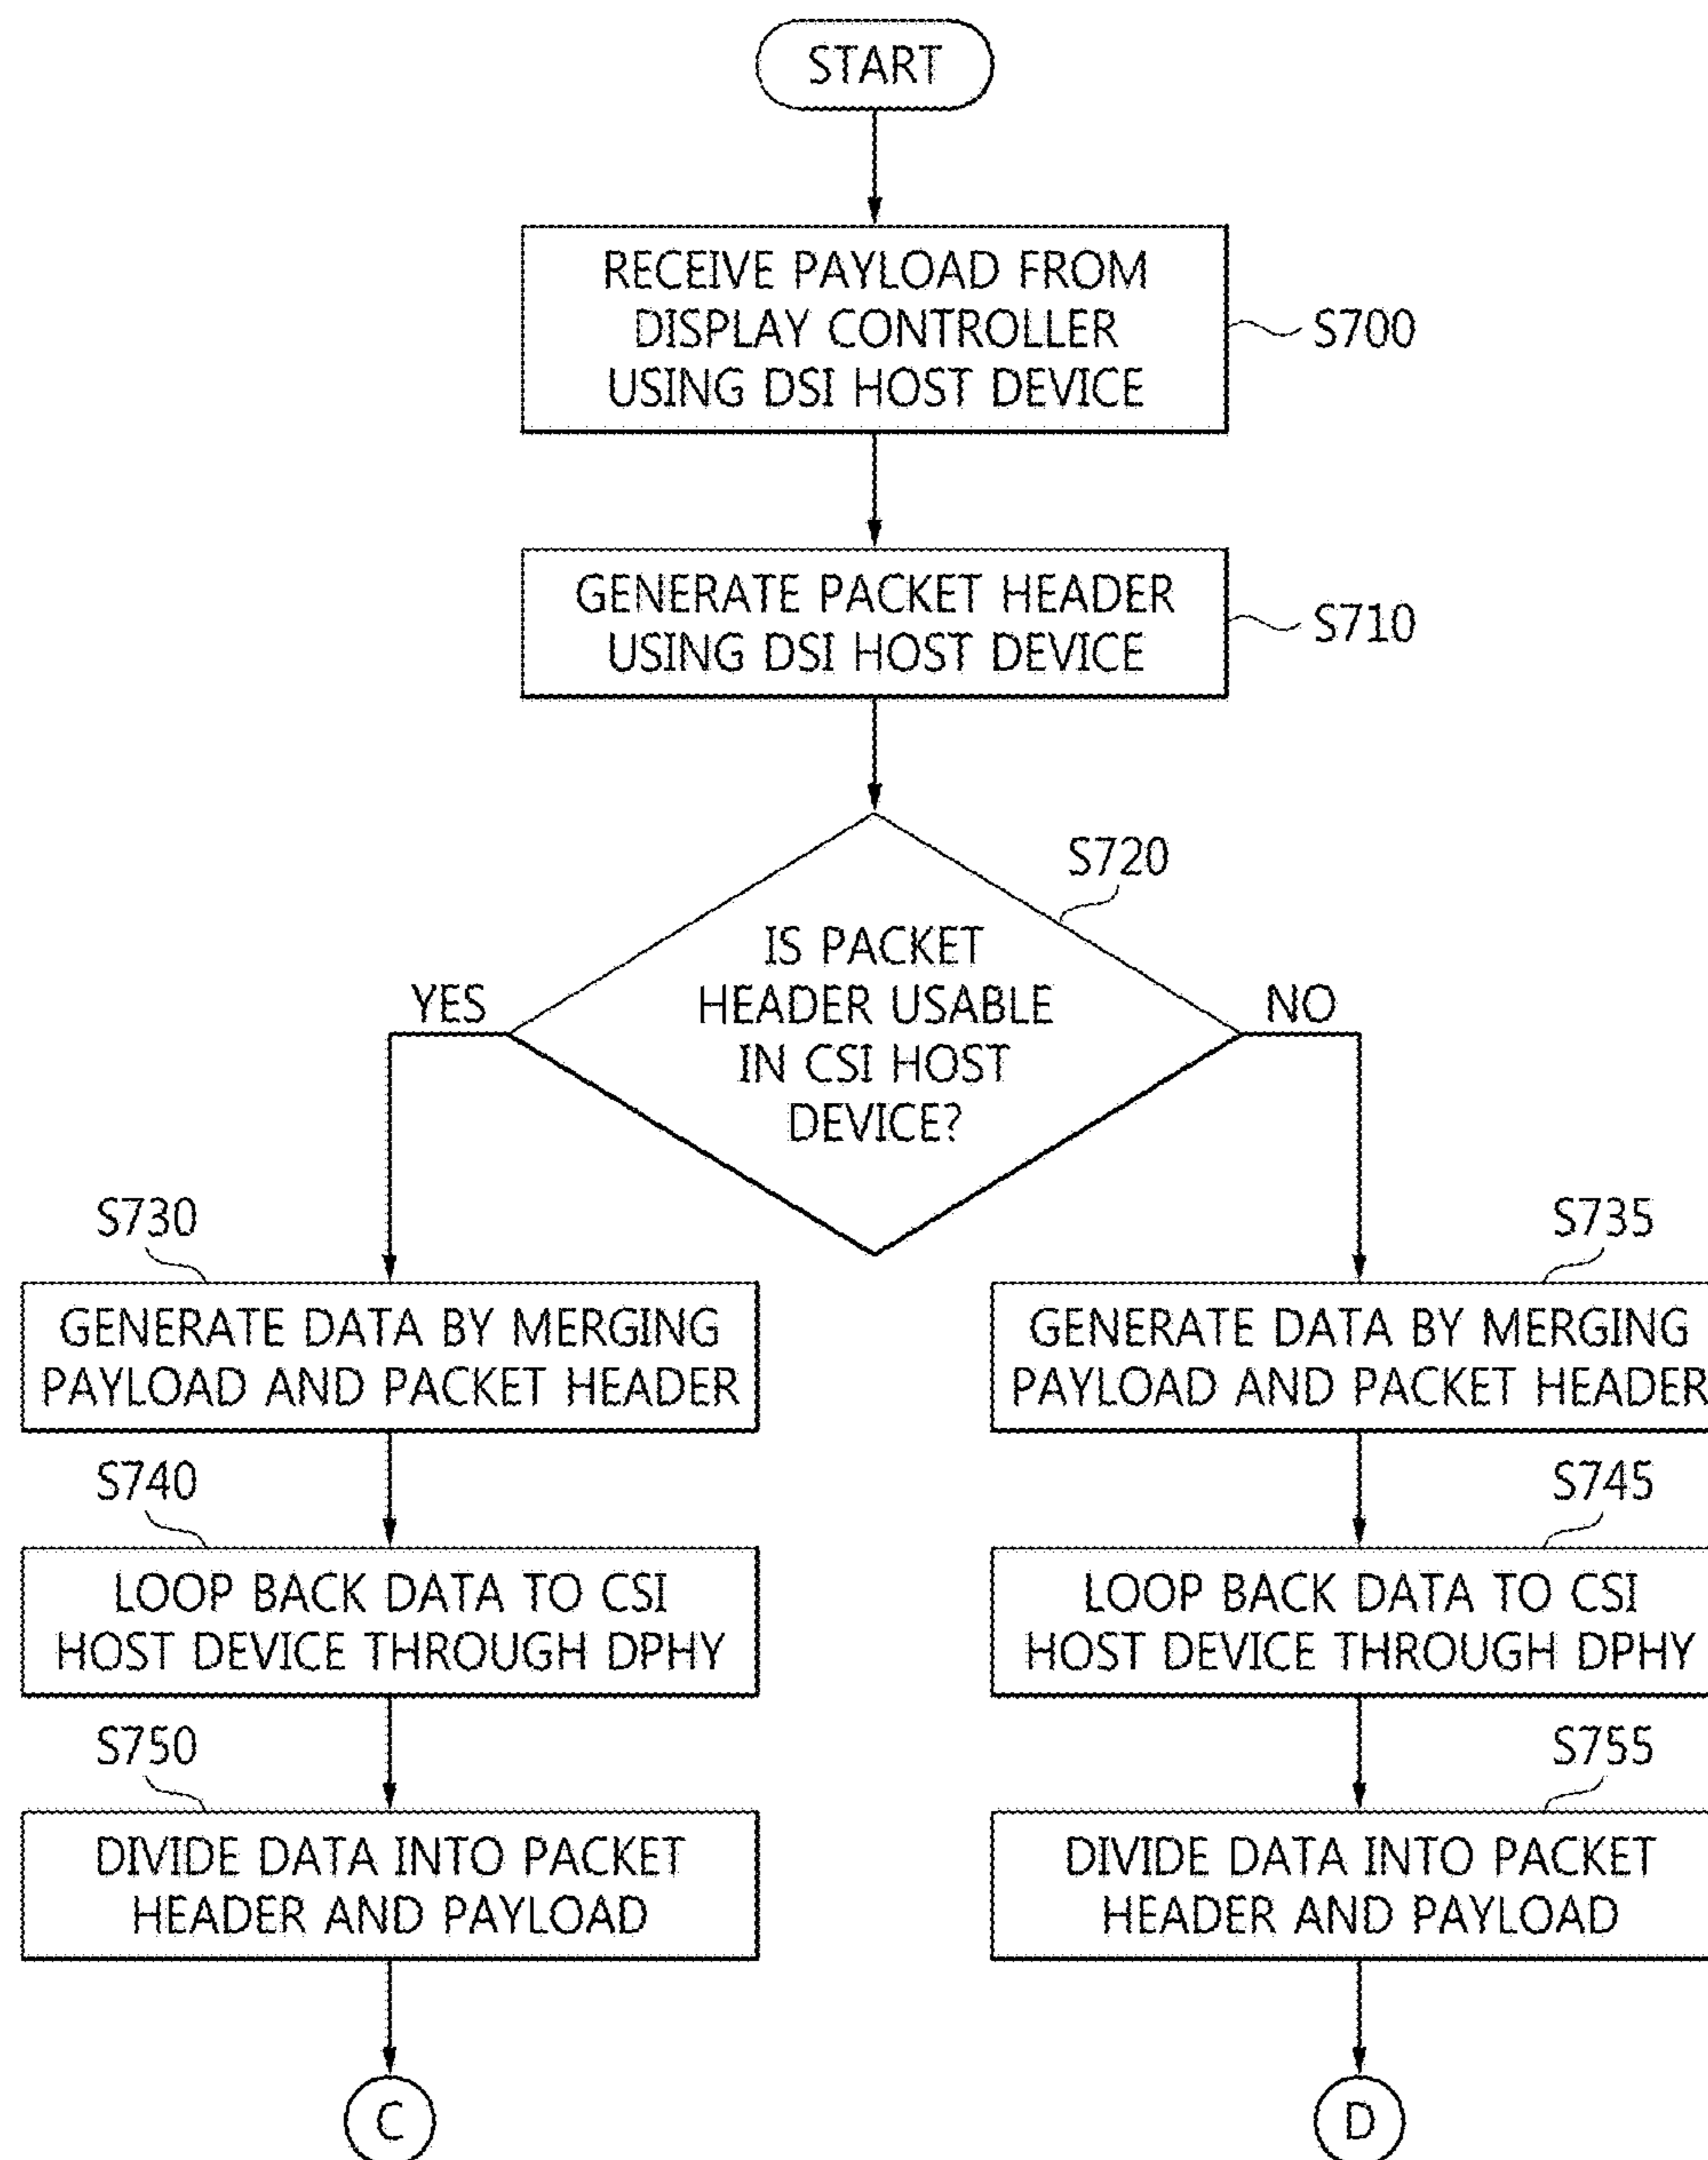 START
RECEIVE PAYLOAD FROM
DISPLAY CONTROLLER
USING DSI HOST DEVICE
S700
GENERATE PACKET HEADER
USING DSI HOST DEVICE
S710
S720
IS PACKET
HEADER USABLE
IN CSI HOST
DEVICE?
YES
NO
S730
GENERATE DATA BY MERGING
PAYLOAD AND PACKET HEADER
S740
LOOP BACK DATA TO CSI
HOST DEVICE THROUGH DPHY
S750
DIVIDE DATA INTO PACKET
HEADER AND PAYLOAD
C
S735
GENERATE DATA BY MERGING
PAYLOAD AND PACKET HEADER
S745
LOOP BACK DATA TO CSI
HOST DEVICE THROUGH DPHY
S755
DIVIDE DATA INTO PACKET
HEADER AND PAYLOAD
D